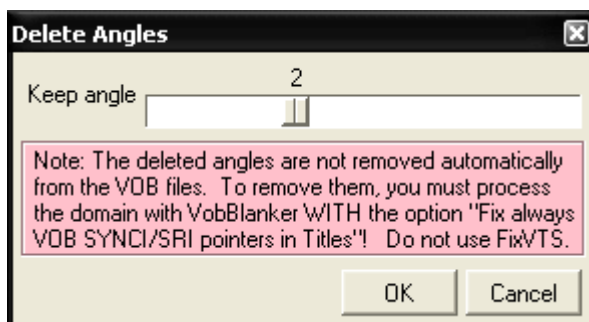 Delete Angles
2
Keep angle
Note: The deleted angles are not removed automatically
from the VOB files.  To remove them, you must process
the domain with VobBlanker WITH the option "Fix always
VOB SYNCI/SRI pointers in Titles"!  Do not use FixVTS.
OK Cancel